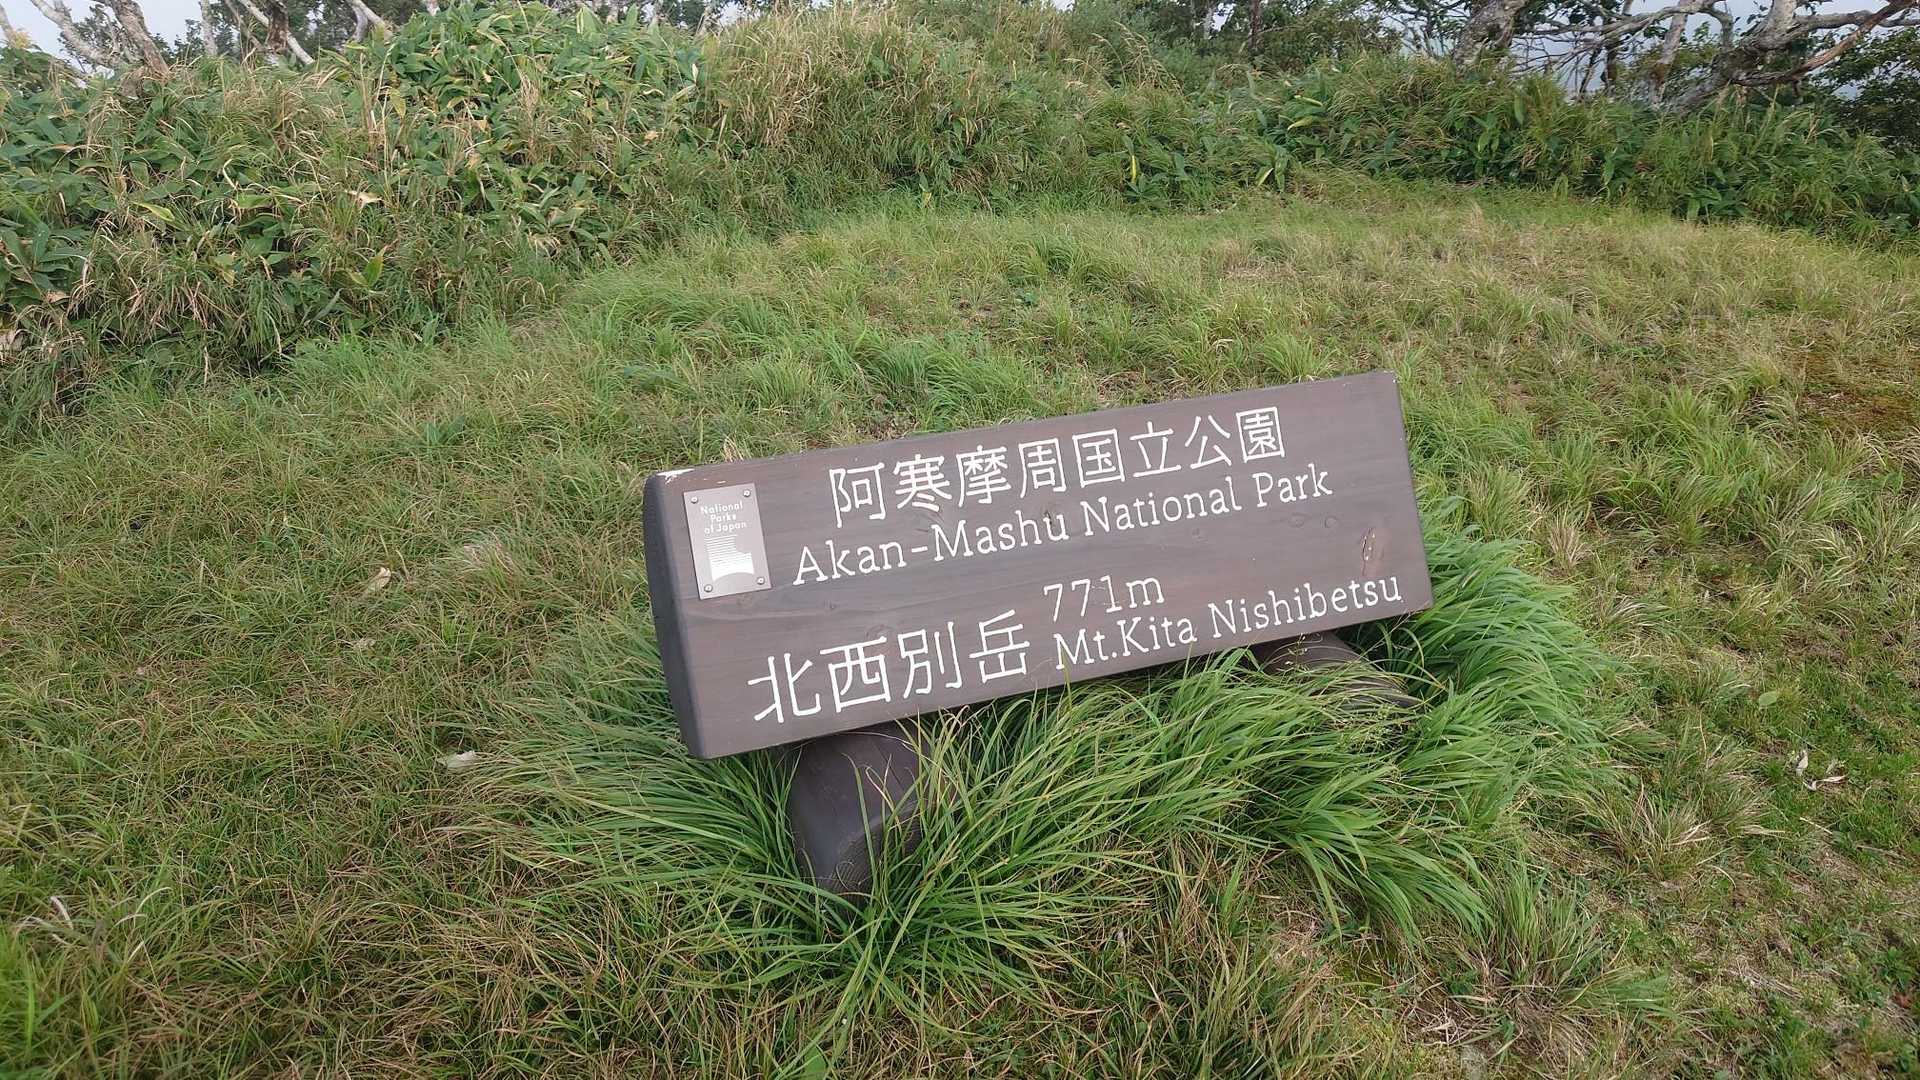 National
Parks
of Japan
阿寒摩周国立公園
Akan-Mashu National Park
771m
北西別岳 Mt.Kita Nishibetsu